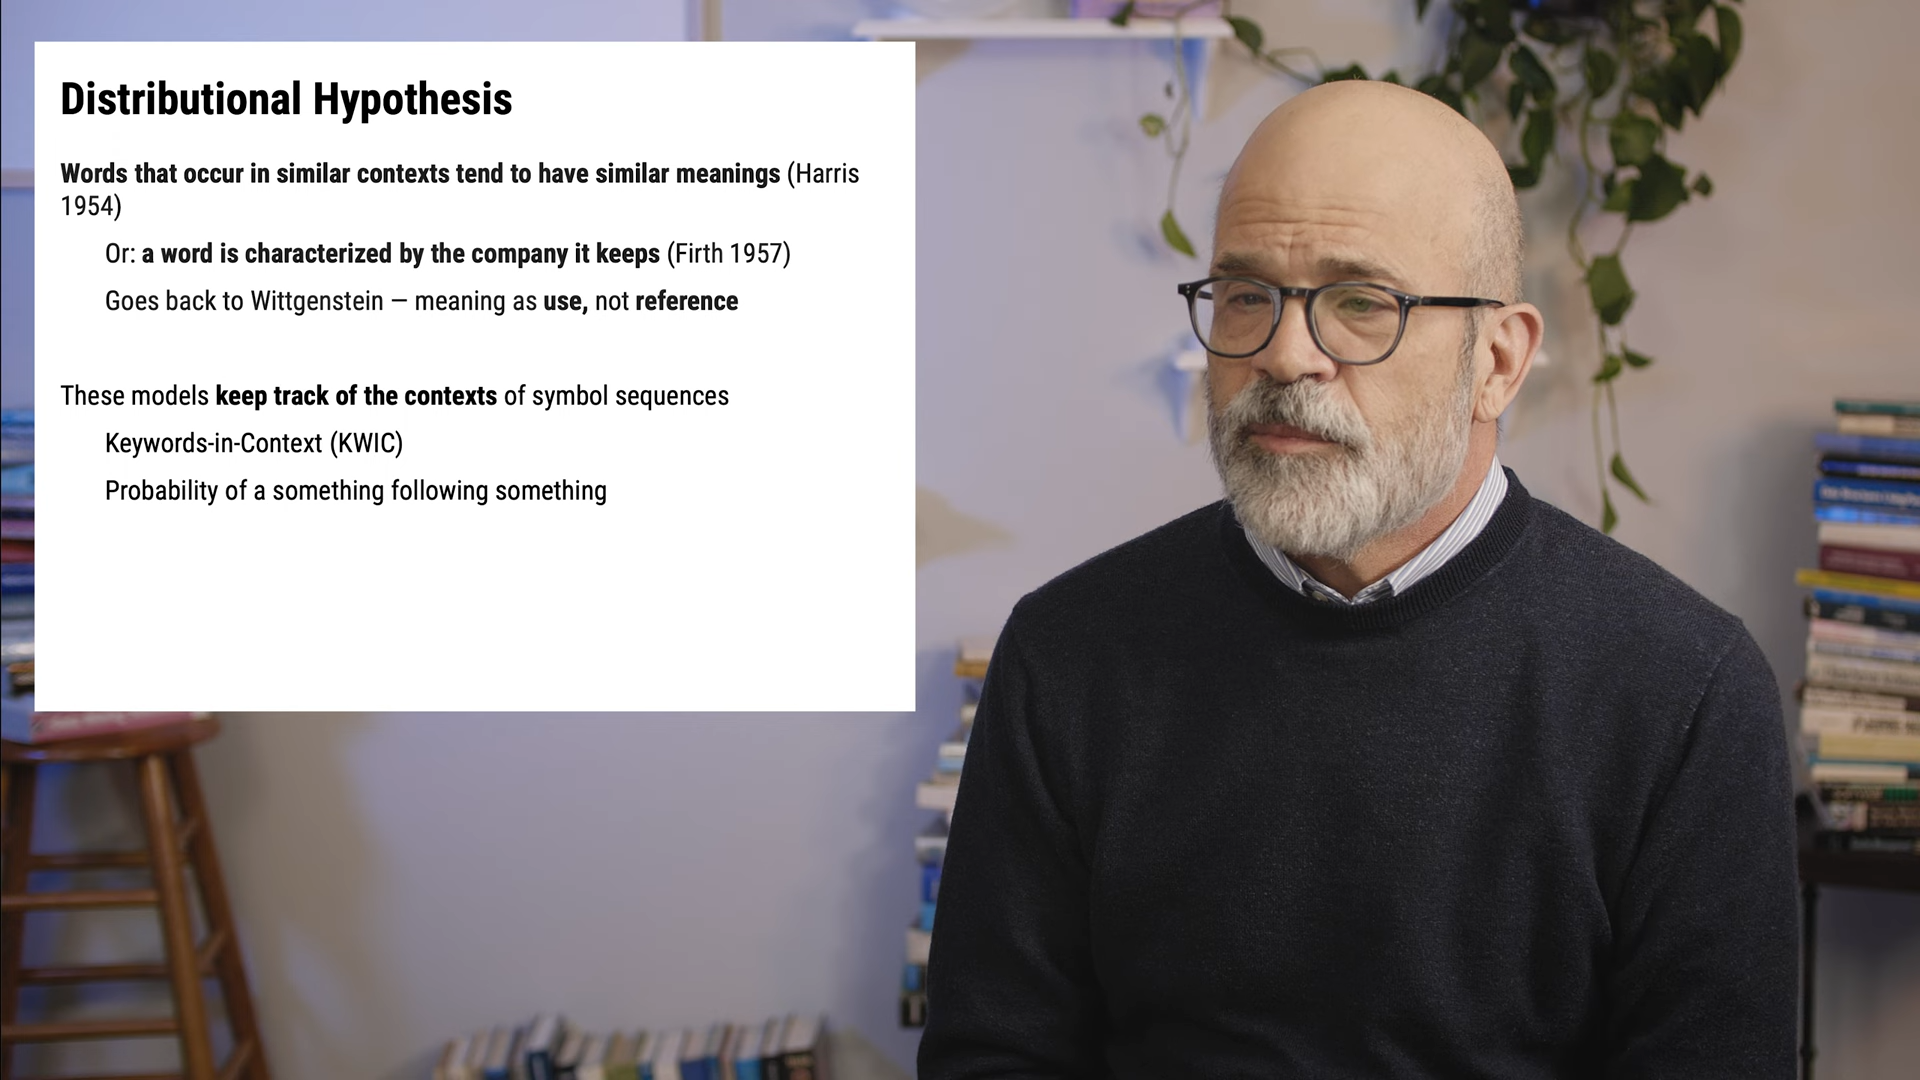 Distributional Hypothesis
Words that occur in similar contexts tend to have similar meanings (Harris
1954)
Or: a word is characterized by the company it keeps (Firth 1957)
Goes back to Wittgenstein — meaning as use, not reference
These models keep track of the contexts of symbol sequences
Keywords-in-Context (KWIC)
Probability of a something following something